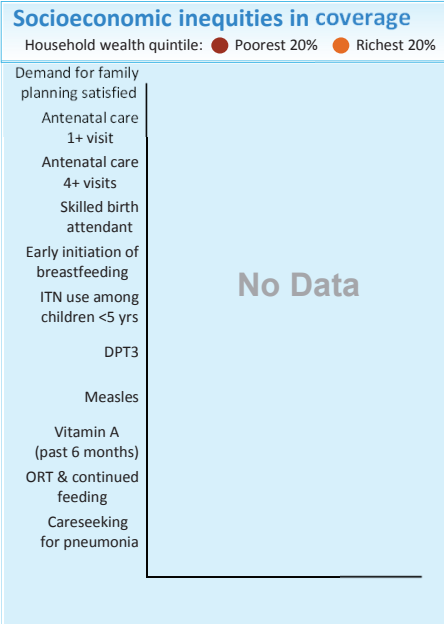 Socioeconomic inequities in coverage
Household wealth quintile: Poorest 20% Richest 20%
Demand for family
planning satisfied
Antenatal care
1+ visit
Antenatal care
4+ visits
Skilled birth
attendant
Early initiation of
breastfeeding
ITN use among
children <5 yrs
DPT3
Measles
Vitamin A
(past 6 months)
ORT & continued
feeding
Careseeking
for pneumonia
No Data